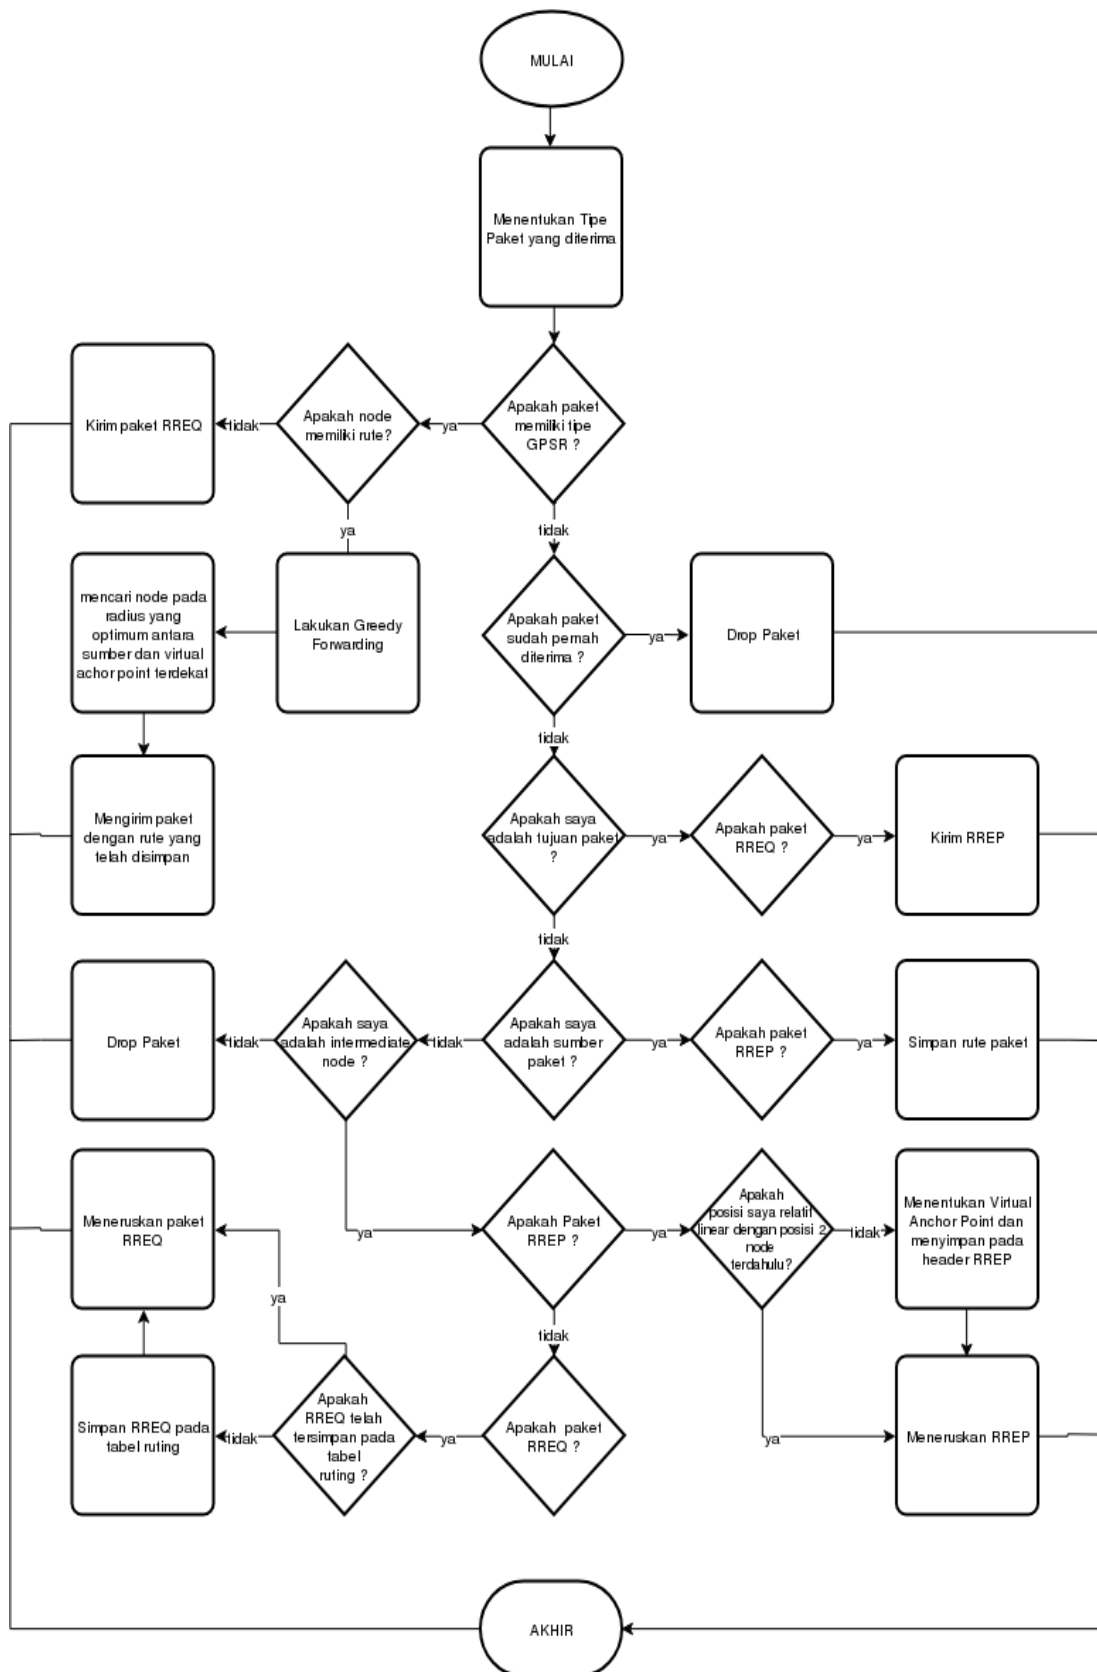 MULAI
Menentukan Tipe
Paket yang diterima
Kirim paket RREQ
tidak
Apakah node
memiliki rute?
ya
Apakah paket
memiliki tipe
GPSR ?
ya
tidak
mencari node pada
radius yang
optimum antara
sumber dan virtual
achor point terdekat
Lakukan Greedy
Forwarding
Apakah paket
sudah pernah
diterima ?
ya
Drop Paket
tidak
Mengirim paket
dengan rute yang
telah disimpan
Apakah saya
adalah tujuan paket
?
ya
Apakah paket
RREQ ?
ya
Kirim RREP
tidak
Drop Paket
tidak
Apakah saya
adalah intermediate
node ?
tidak
Apakah saya
adalah sumber
paket ?
ya
Apakah paket
RREP ?
ya
Simpan rute paket
Meneruskan paket
RREQ
ya
Apakah Paket
RREP ?
ya
Apakah
posisi saya relatif
linear dengan posisi 2
node
terdahulu?
tidak
Menentukan Virtual
Anchor Point dan
menyimpan pada
header RREP
ya
tidak
Simpan RREQ pada
tabel ruting
tidak
Apakah
RREQ telah
tersimpan pada
tabel
ruting ?
ya
Apakah paket
RREQ ?
ya
Meneruskan RREP
AKHIR